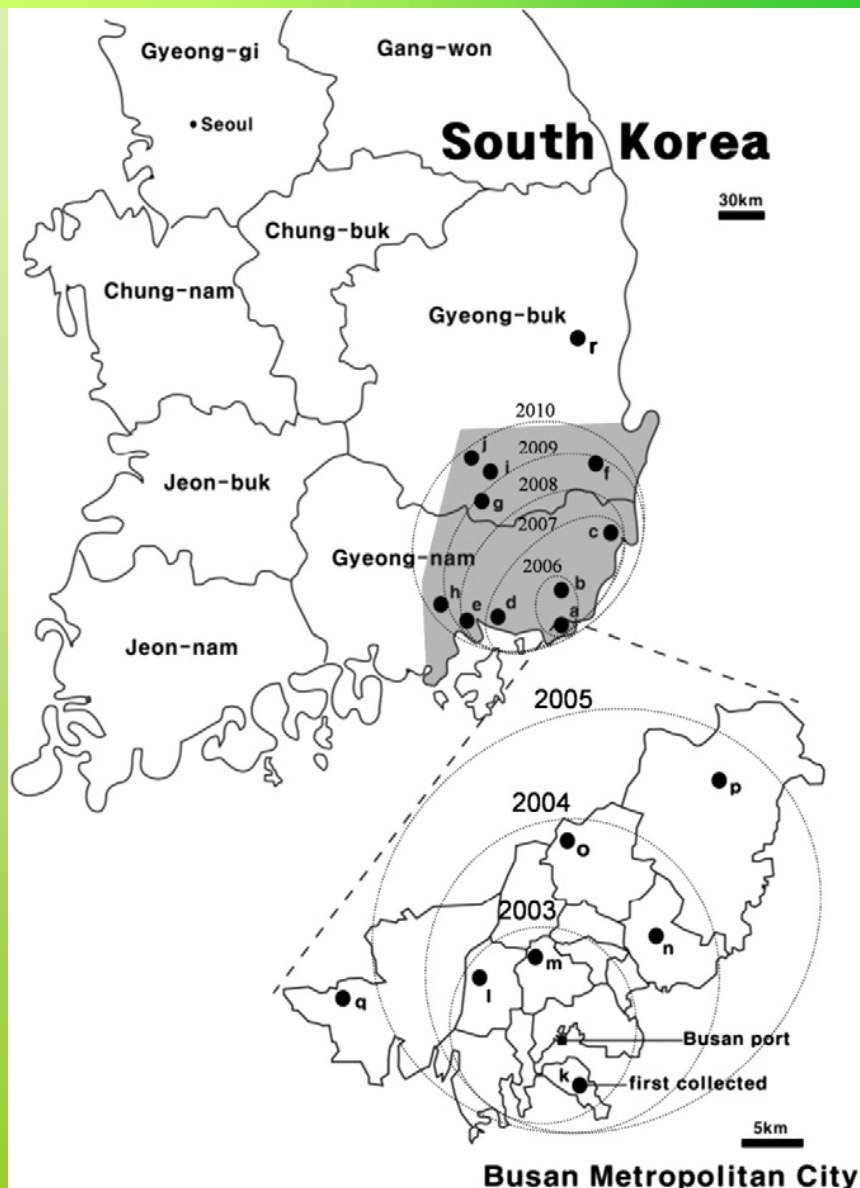 Gyeong-gi
Gang-won
Seoul
South Korea
30km
Chung-buk
Chung-nam
Gyeong-buk
r
2010
j
2009
i
f
Jeon-buk
2008
g
2007
c
Gyeong-nam
2006
b
h
e
d
a
Jeon-nam
2005
p
2004
o
2003
n
m
l
q
Busan port
k
first collected
5km
Busan Metropolitan City